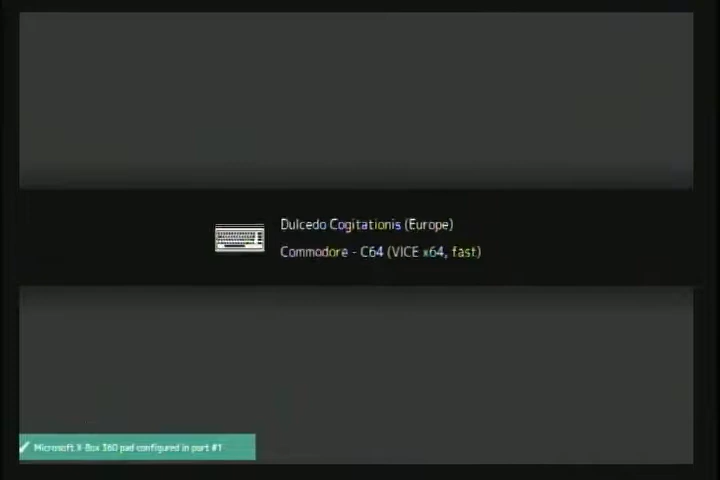 Dulcedo Cogitationis (Europe)
Commodore - C64 (VICE x64, fast)
Microsoft X-Box 360 pad configured in port #1